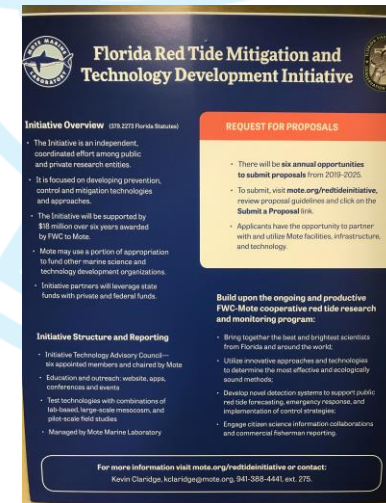 MOTE MARINE
LABORATORY
Florida Red Tide Mitigation and
Technology Development Initiative
Initiative Overview (379.2273 Florida Statutes)
• The Initiative is an independent,
coordinated effort among public
and private research entities.
• It is focused on developing prevention,
control and mitigation technologies
and approaches.
• The Initiative will be supported by
$18 million over six years awarded
by FWC to Mote.
• Mote may use a portion of appropriation
to fund other marine science and
technology development organizations.
• Initiative partners will leverage state
funds with private and federal funds.
Initiative Structure and Reporting
• Initiative Technology Advisory Council—
six appointed members and chaired by Mote
• Education and outreach: website, apps,
conferences and events
• Test technologies with combinations of
lab-based, large-scale mesocosm, and
pilot-scale field studies
• Managed by Mote Marine Laboratory
REQUEST FOR PROPOSALS
• There will be six annual opportunities
to submit proposals from 2019-2025.
• To submit, visit mote.org/redtideinitiative,
review proposal guidelines and click on the
Submit a Proposal link.
• Applicants have the opportunity to partner
with and utilize Mote facilities, infrastructure,
and technology.
Build upon the ongoing and productive
FWC-Mote cooperative red tide research
and monitoring program:
• Bring together the best and brightest scientists
from Florida and around the world;
• Utilize innovative approaches and technologies
to determine the most effective and ecologically
sound methods;
• Develop novel detection systems to support public
red tide forecasting, emergency response, and
implementation of control strategies;
• Engage citizen science information collaborations
and commercial fisherman reporting.
For more information visit mote.org/redtideinitiative or contact:
Kevin Claridge, kclaridge@mote.org, 941-388-4441, ext. 275.